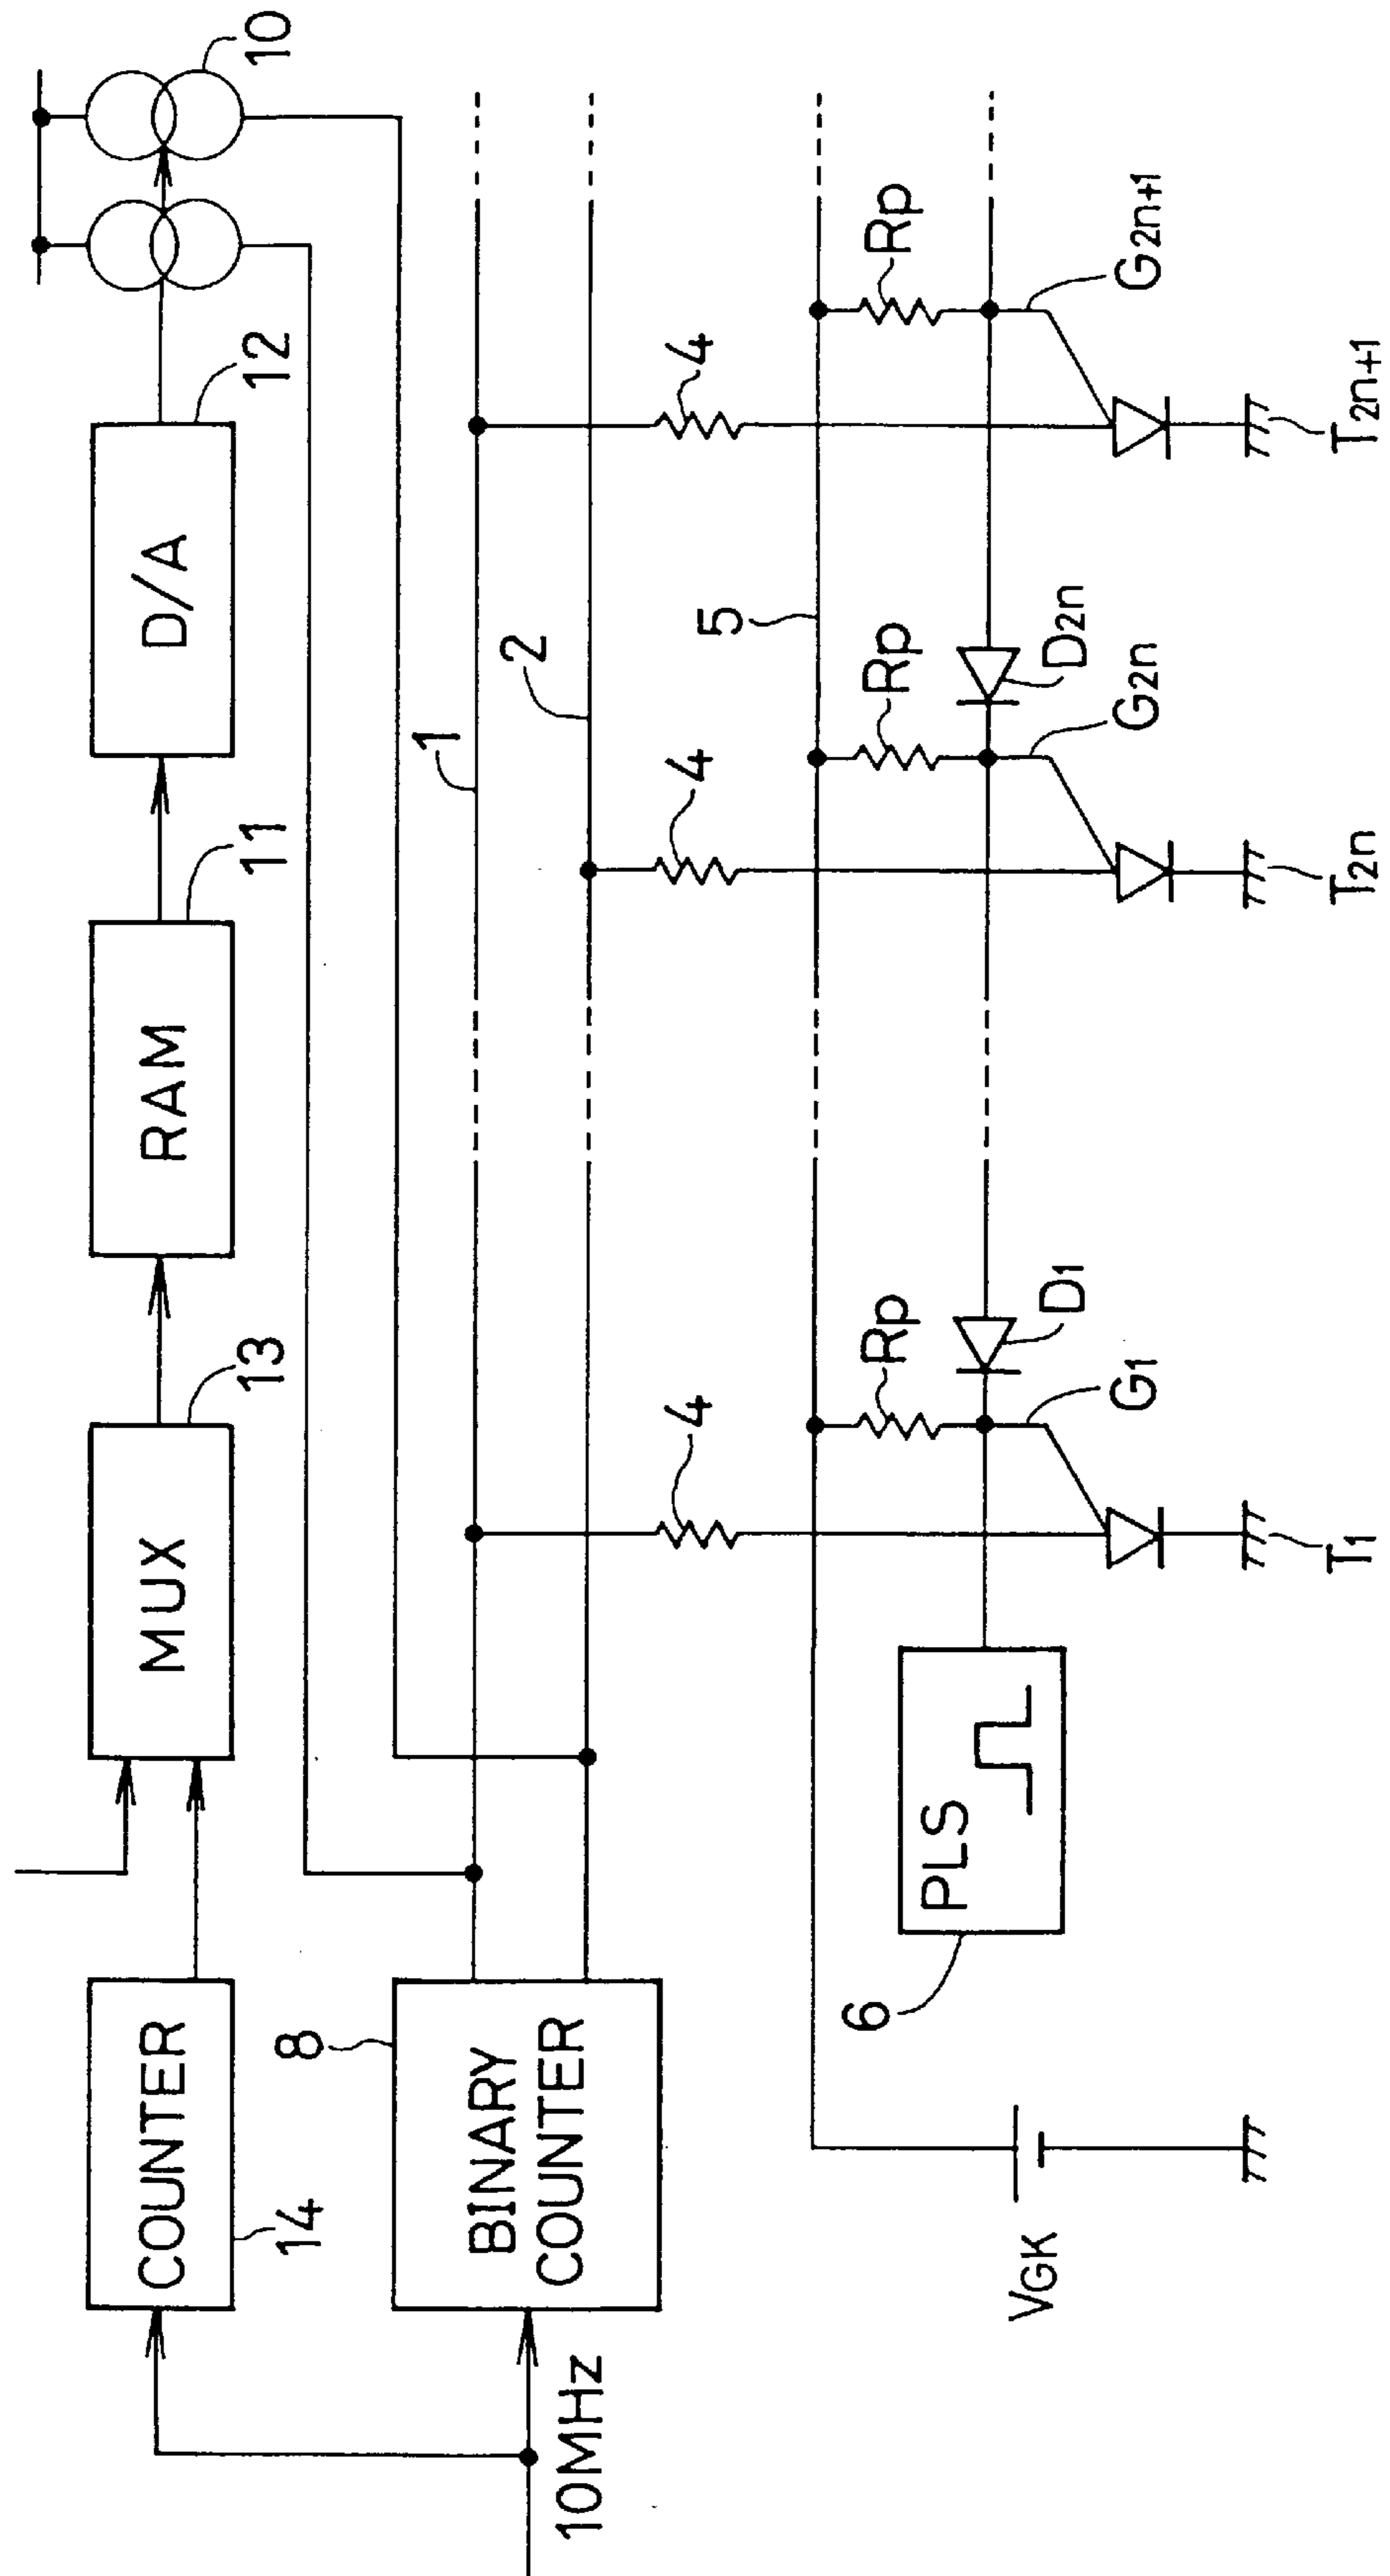 COUNTER
14
MUX
13
RAM
11
D/A
12
10
10MHz
BINARY
COUNTER
8
1
2
4
4
4
5
VGK
6
PLS
Rp
Rp
Rp
D1
G1
D2n
G2n
G2n+1
T1
T2n
T2n+1